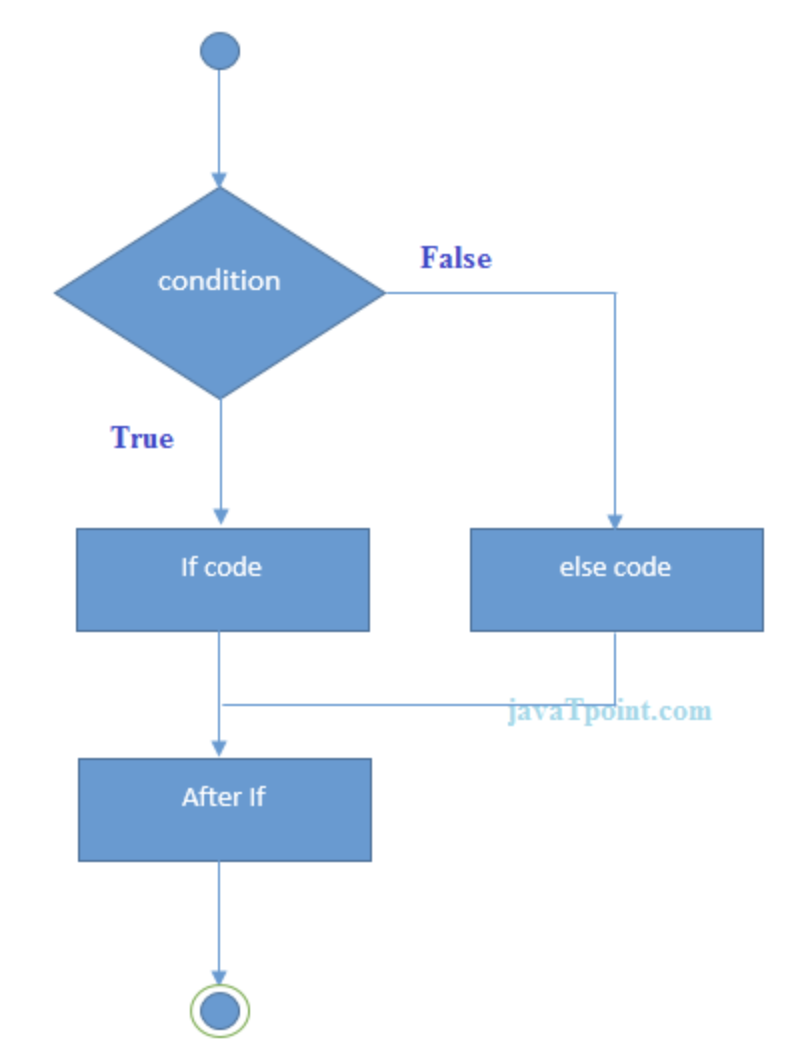 condition
False
True
If code
else code
javaTpoint.com
After If